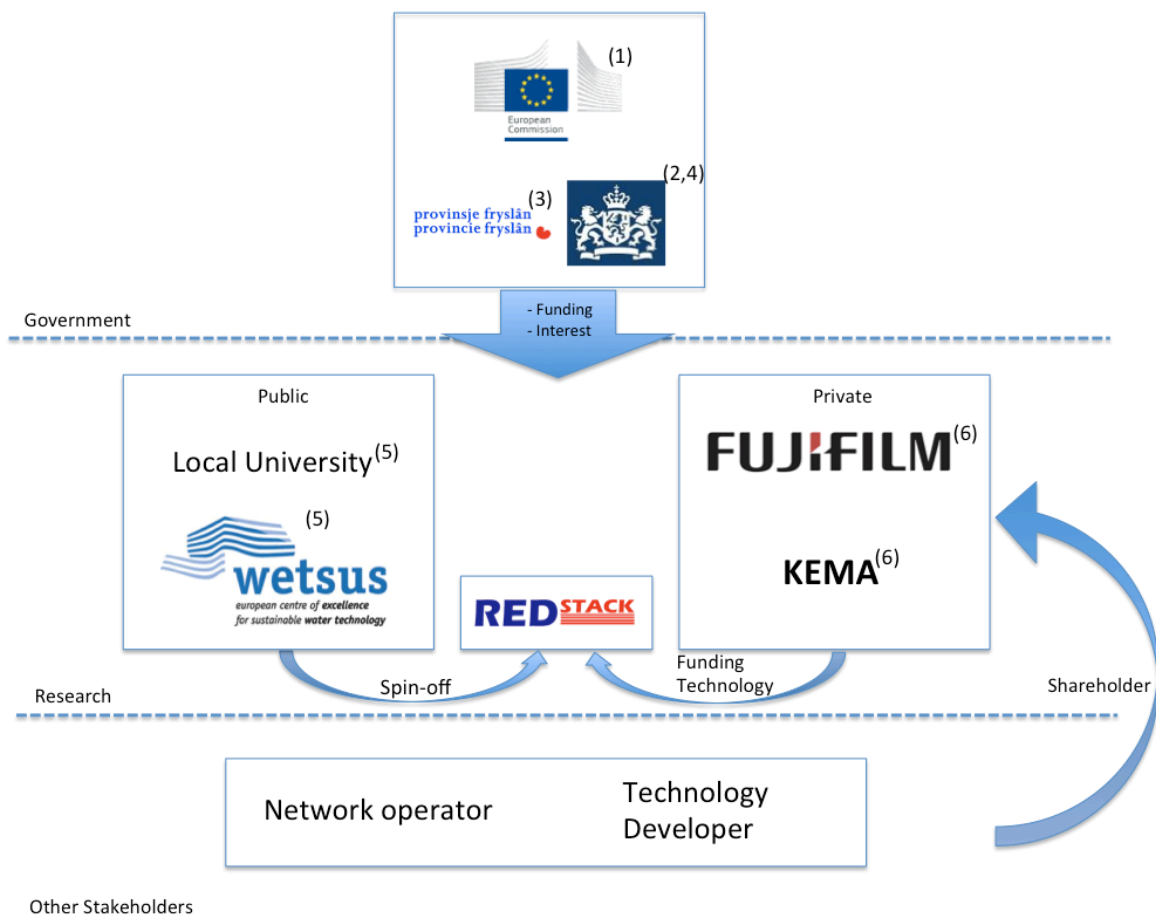 (1)
European
Commission
(2,4)
(3)
provinsje fryslân
provincie fryslân
- Funding
- Interest
Government
Public
Private
Local University(5)
FUJIFILM(6)
(5)
wetsus
european centre of excellence
for sustainable water technology
KEMA(6)
REDSTACK
Spin-off
Funding
Technology
Research
Shareholder
Network operator
Technology
Developer
Other Stakeholders